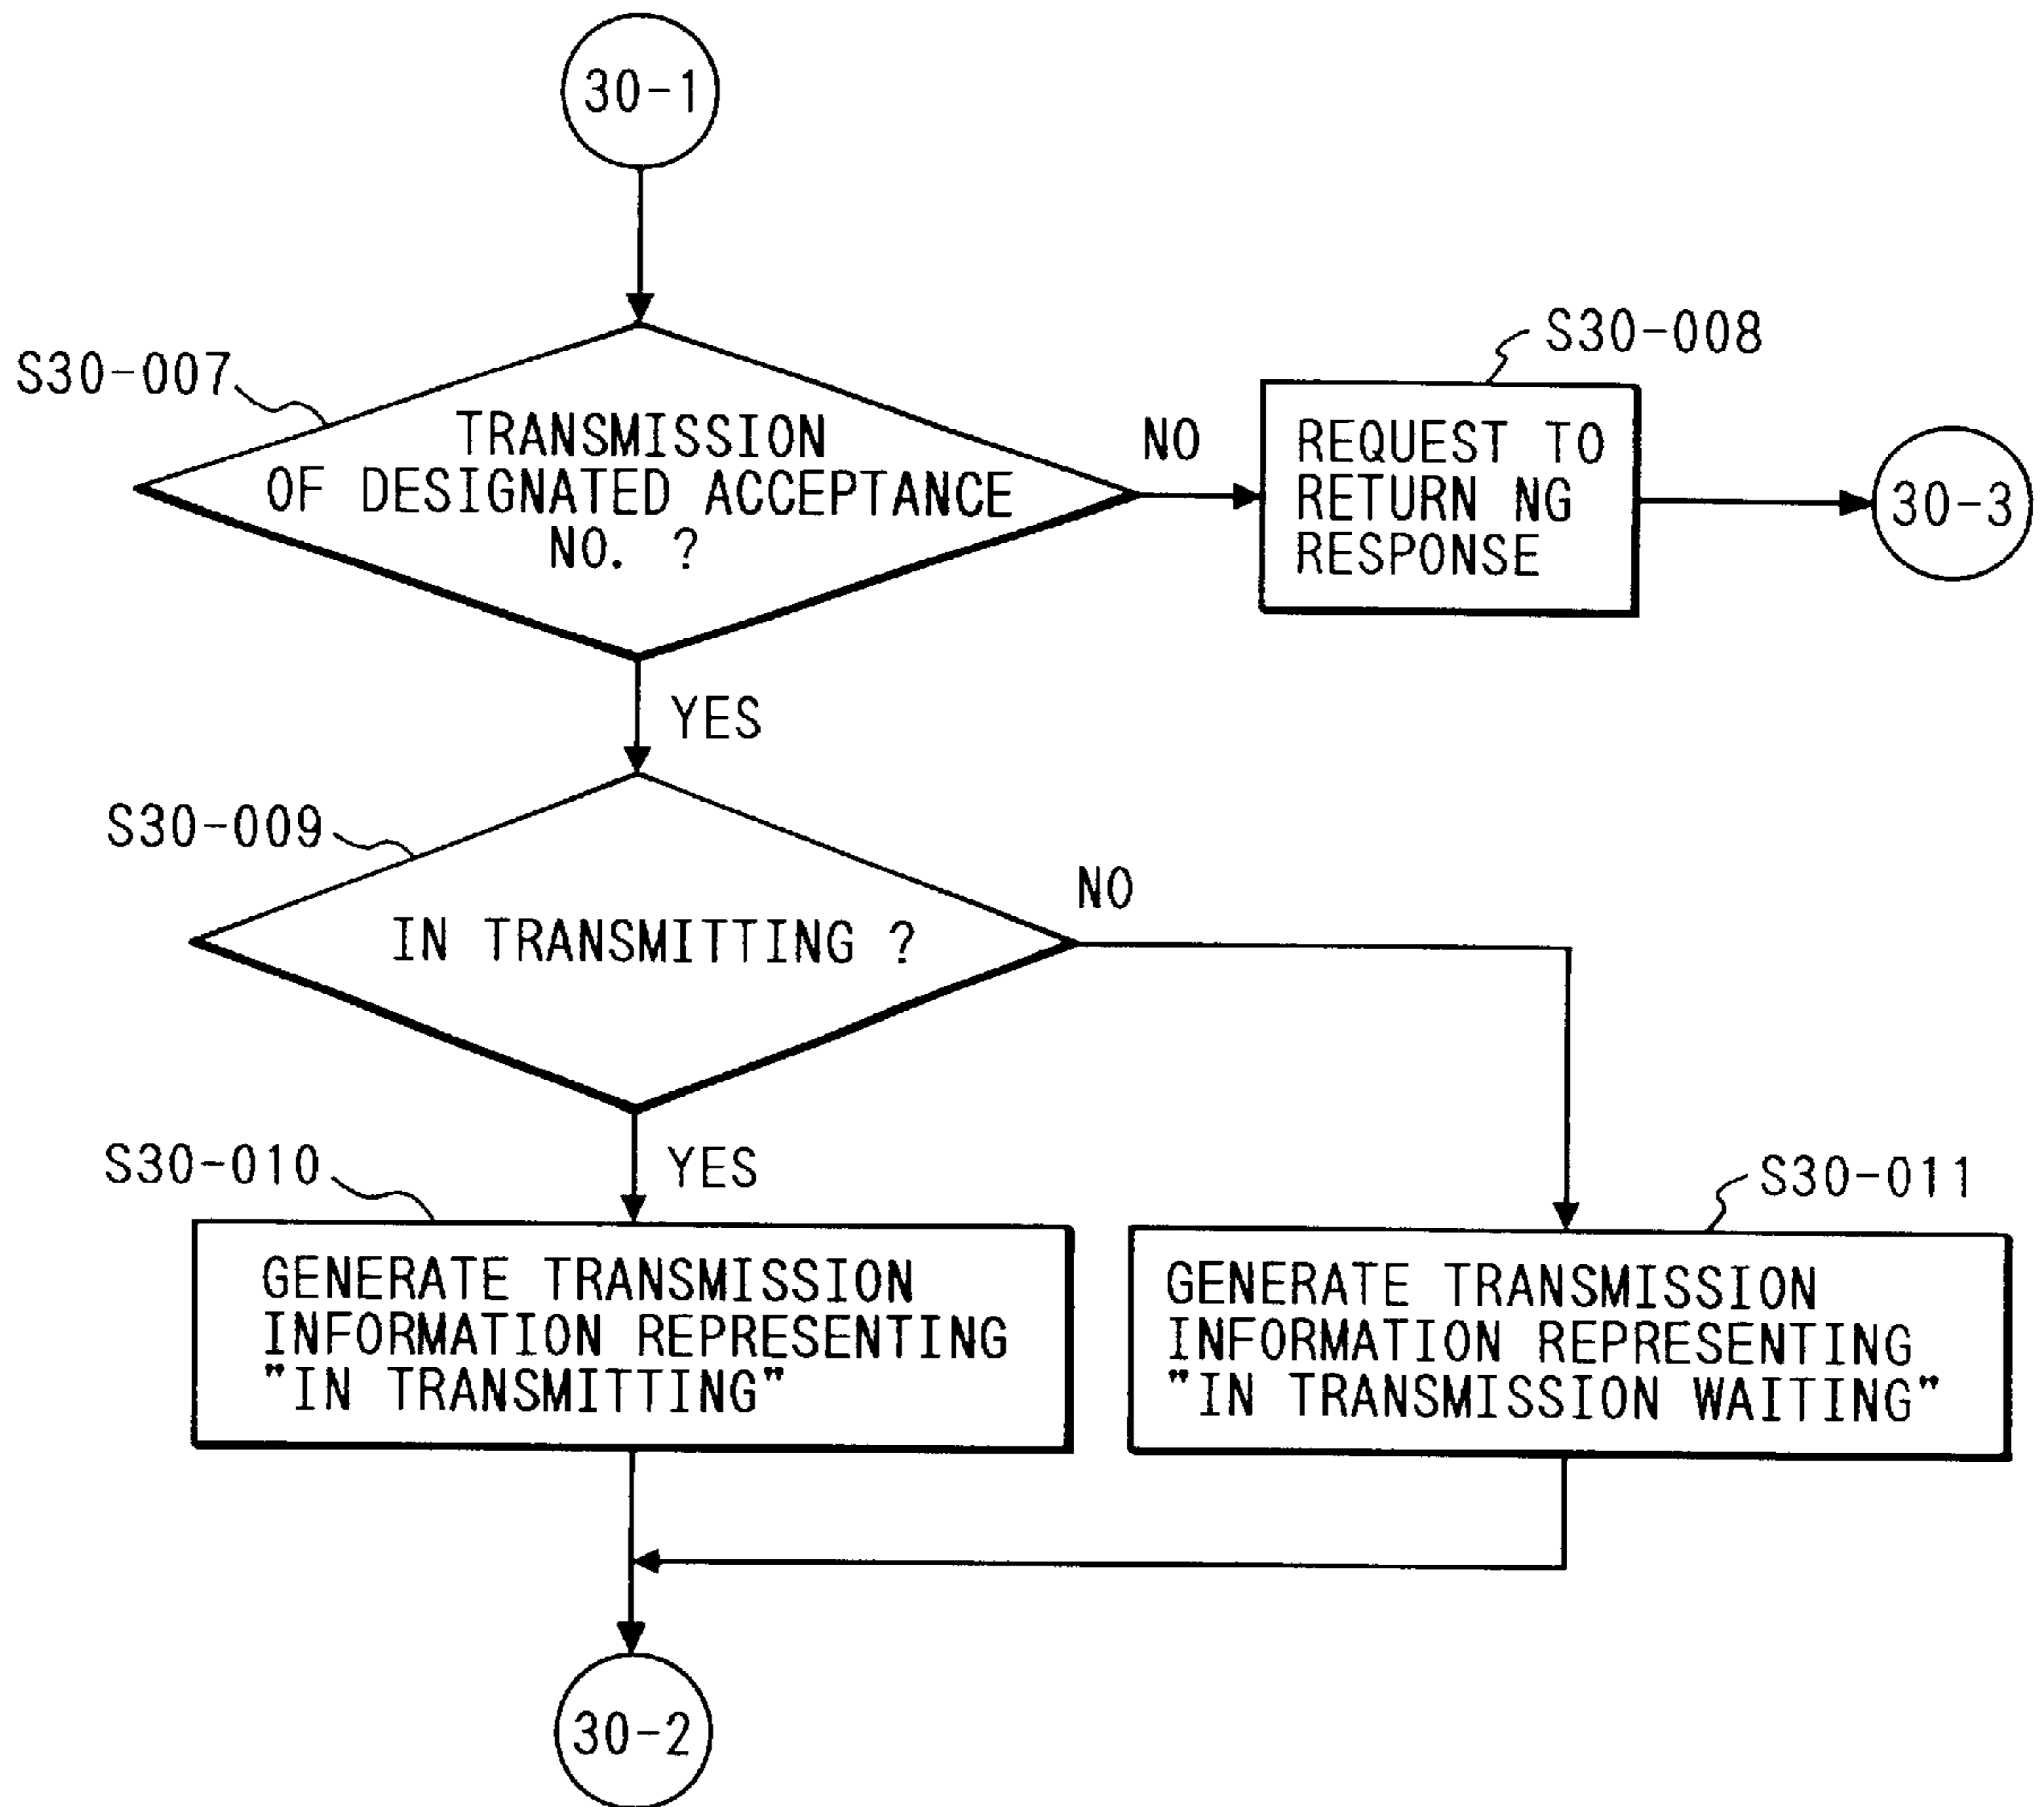 30-1
S30-007
TRANSMISSION
OF DESIGNATED ACCEPTANCE
NO. ?
NO
S30-008
REQUEST TO
RETURN NG
RESPONSE
30-3
YES
S30-009
IN TRANSMITTING ?
NO
YES
S30-010
GENERATE TRANSMISSION
INFORMATION REPRESENTING
"IN TRANSMITTING"
S30-011
GENERATE TRANSMISSION
INFORMATION REPRESENTING
"IN TRANSMISSION WAITING"
30-2